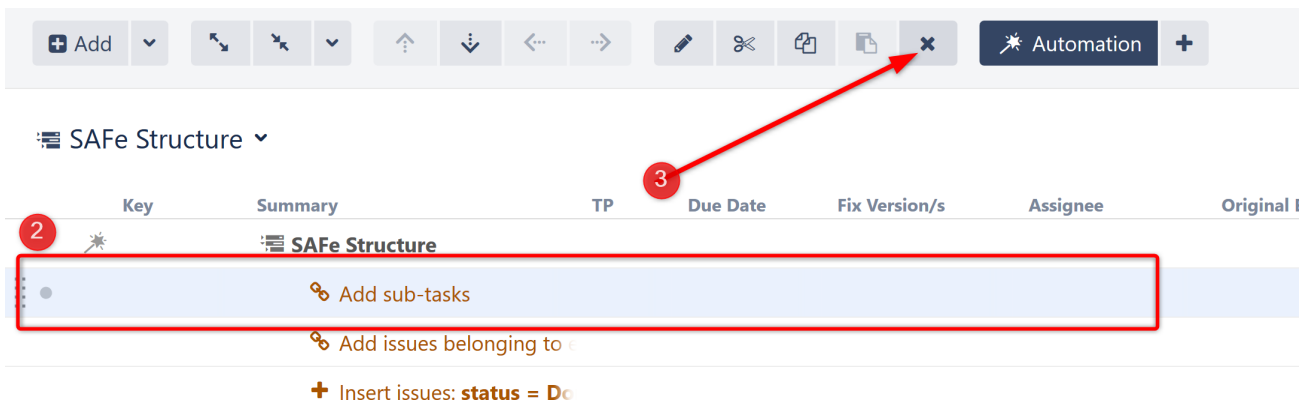 Add Automation
SAFe Structure
3
Key Summary TP Due Date Fix Version/s Assignee Original
2
SAFe Structure
Add sub-tasks
Add issues belonging to
Insert issues: status =